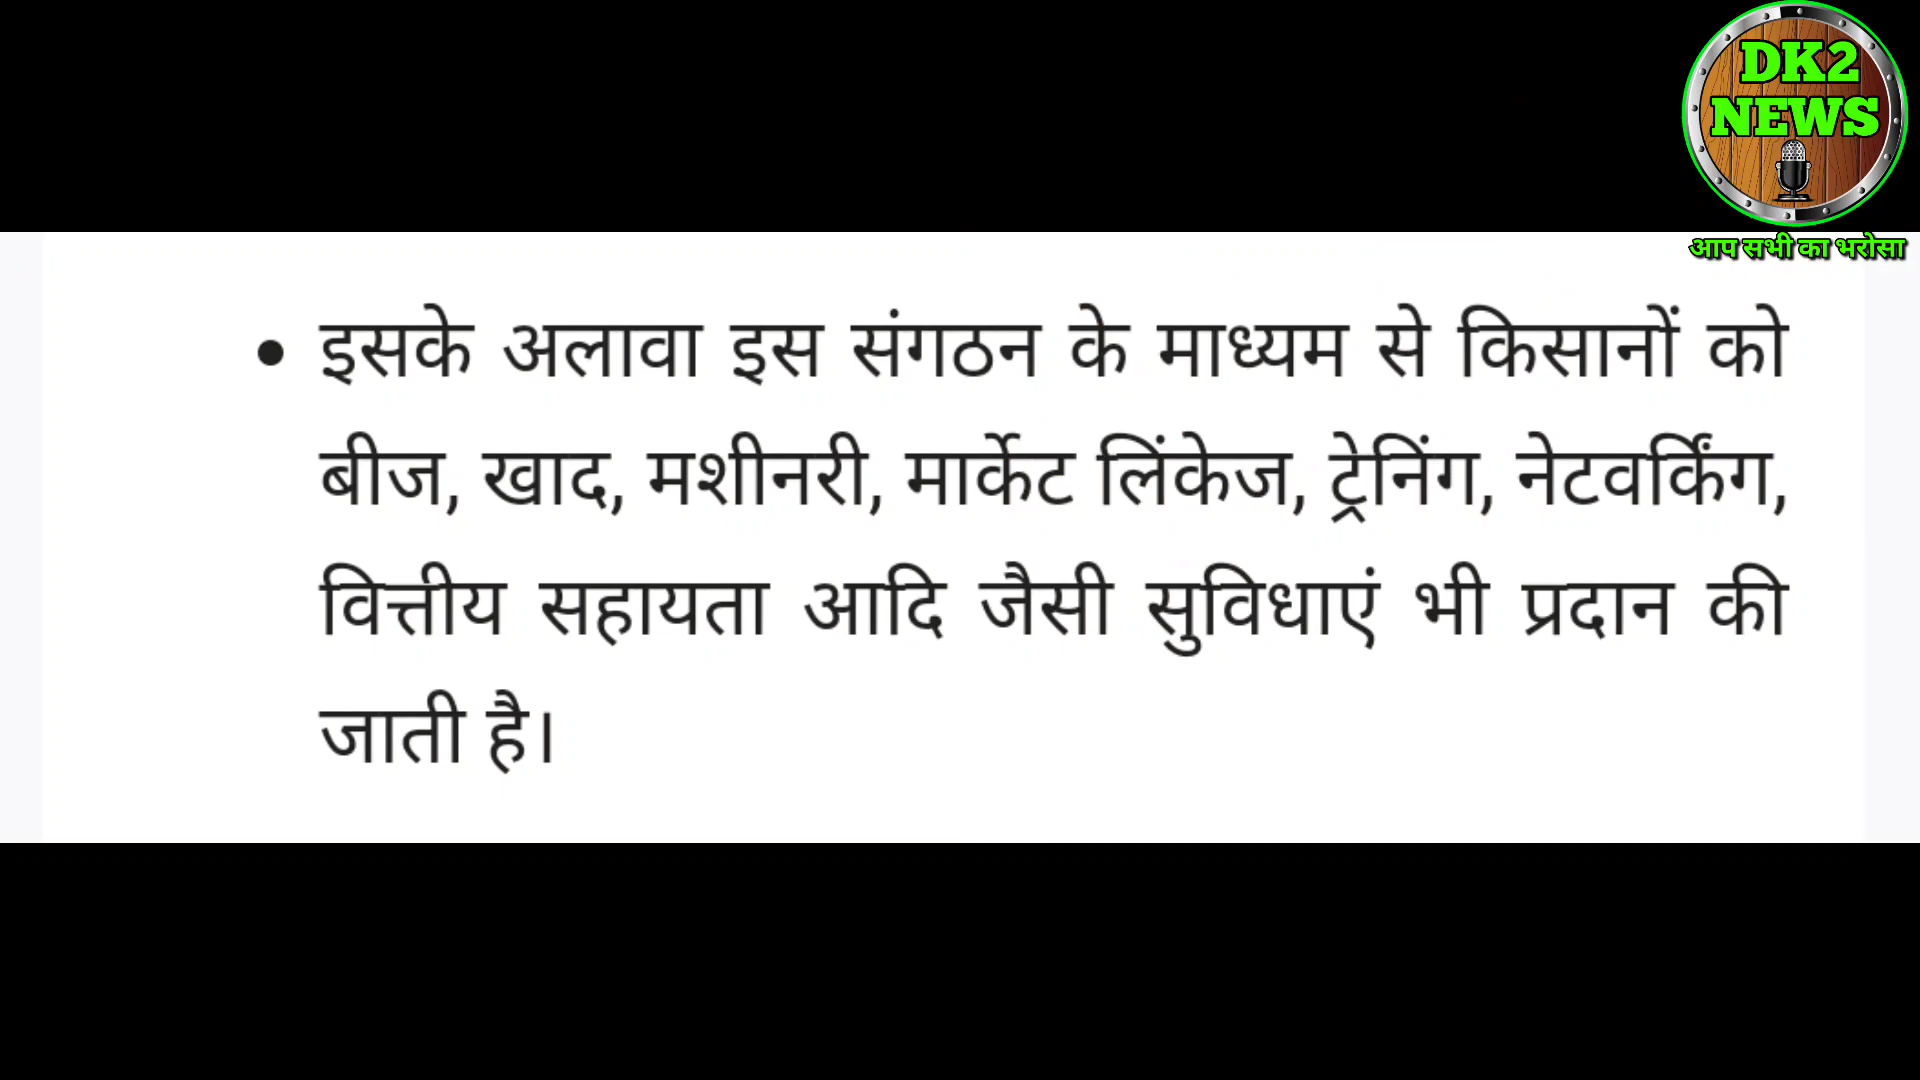 DK2
NEWS
आप सभी का भरोसा
• इसके अलावा इस संगठन के माध्यम से किसानों को
बीज, खाद, मशीनरी, मार्केट लिंकेज, ट्रेनिंग, नेटवर्किंग,
वित्तीय सहायता आदि जैसी सुविधाएं भी प्रदान की
जाती है।